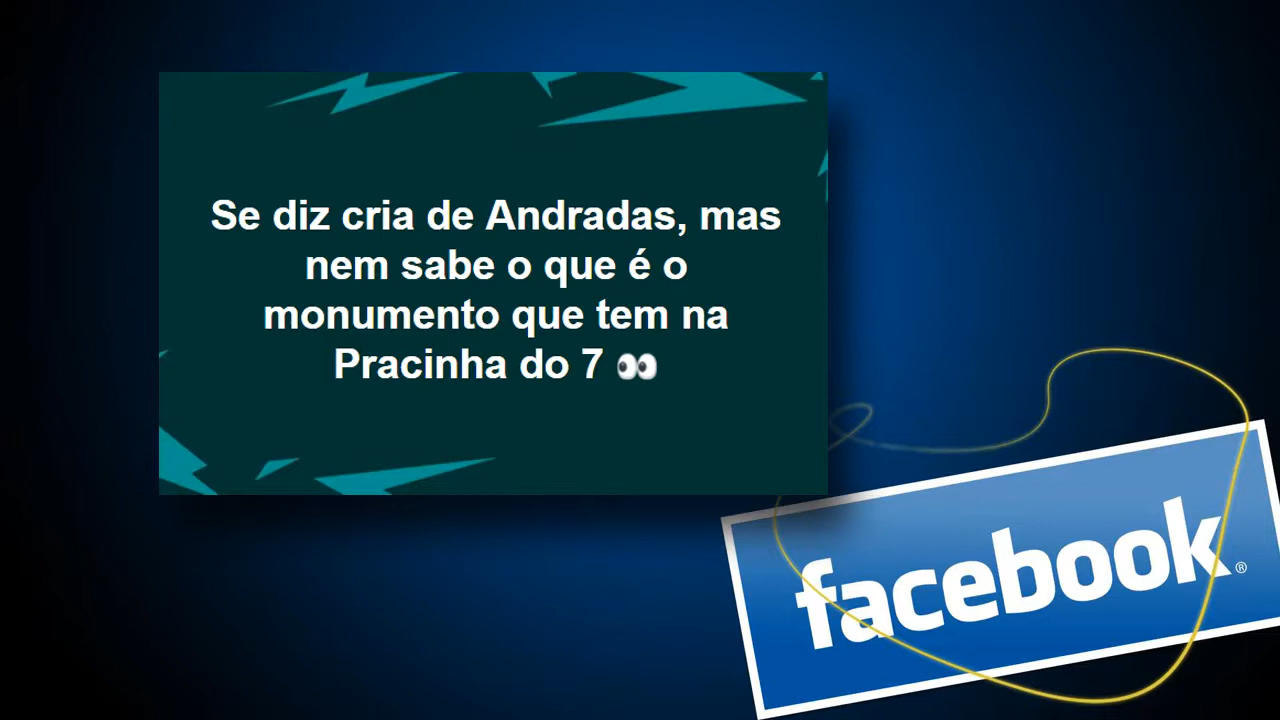 Se diz cria de Andradas, mas
nem sabe o que é o
monumento que tem na
Pracinha do 7 👀
facebook®